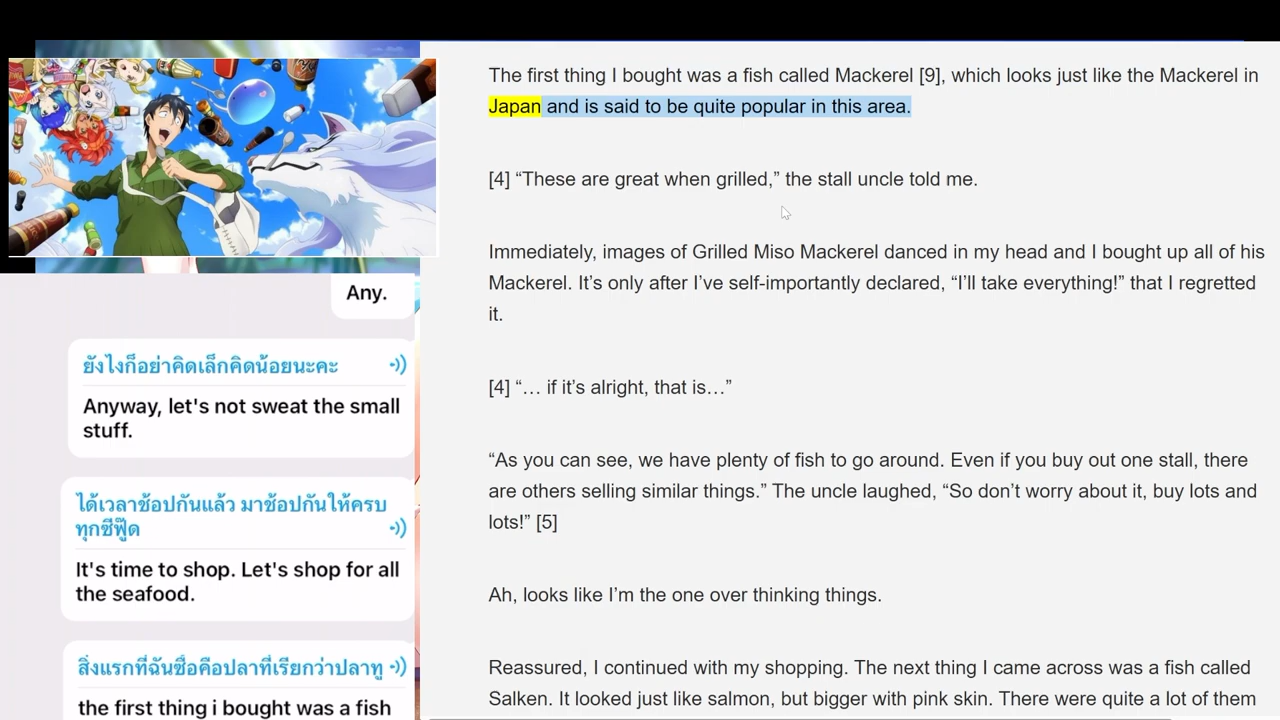 Any.
ยังไงก็อย่าคิดเล็กคิดน้อยนะคะ
Anyway, let's not sweat the small
stuff.
ได้เวลาช้อปกันแล้ว มาช้อปกันให้ครบ
ทุกซีฟู๊ด
It's time to shop. Let's shop for all
the seafood.
สิ่งแรกที่ฉันซื้อคือปลาที่เรียกว่าปลาทู
the first thing i bought was a fish
The first thing I bought was a fish called Mackerel [9], which looks just like the Mackerel in
Japan and is said to be quite popular in this area.
[4] “These are great when grilled,” the stall uncle told me.
Immediately, images of Grilled Miso Mackerel danced in my head and I bought up all of his
Mackerel. It’s only after I’ve self-importantly declared, “I’ll take everything!” that I regretted
it.
[4] “… if it’s alright, that is…”
“As you can see, we have plenty of fish to go around. Even if you buy out one stall, there
are others selling similar things.” The uncle laughed, “So don’t worry about it, buy lots and
lots!” [5]
Ah, looks like I’m the one over thinking things.
Reassured, I continued with my shopping. The next thing I came across was a fish called
Salken. It looked just like salmon, but bigger with pink skin. There were quite a lot of them